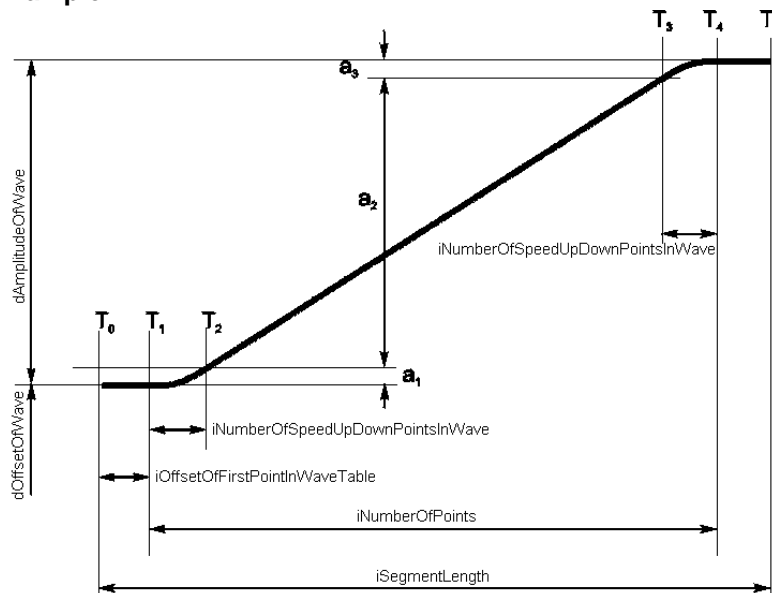 T₃ T₄ T
a₃
a₂
dAmplitudeOfWave
iNumberOfSpeedUpDownPointsInWave
T₀ T₁ T₂
a₁
dOffsetOfWave
iNumberOfSpeedUpDownPointsInWave
iOffsetOfFirstPointInWaveTable
iNumberOfPoints
iSegmentLength